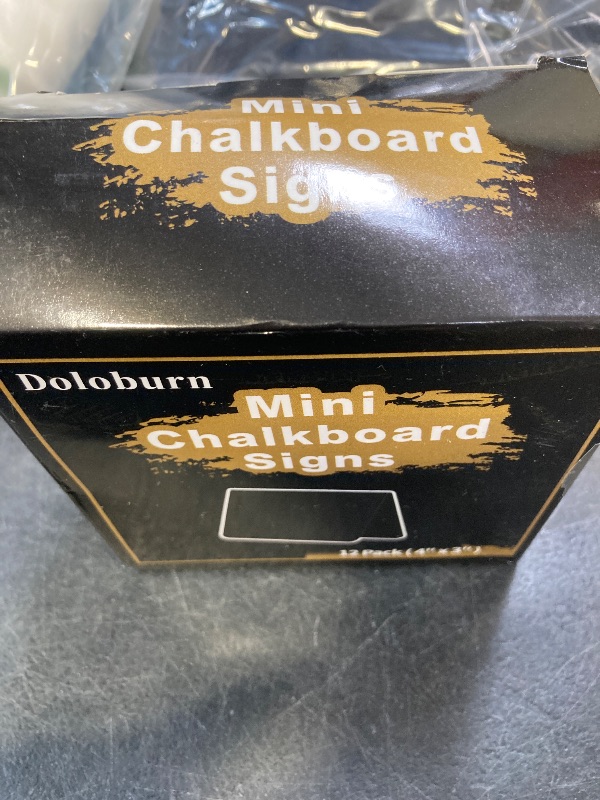 Mini
Chalkboard
Signs
Doloburn
Mini
Chalkboard
Signs
12 Pack ( 4" x 3" )